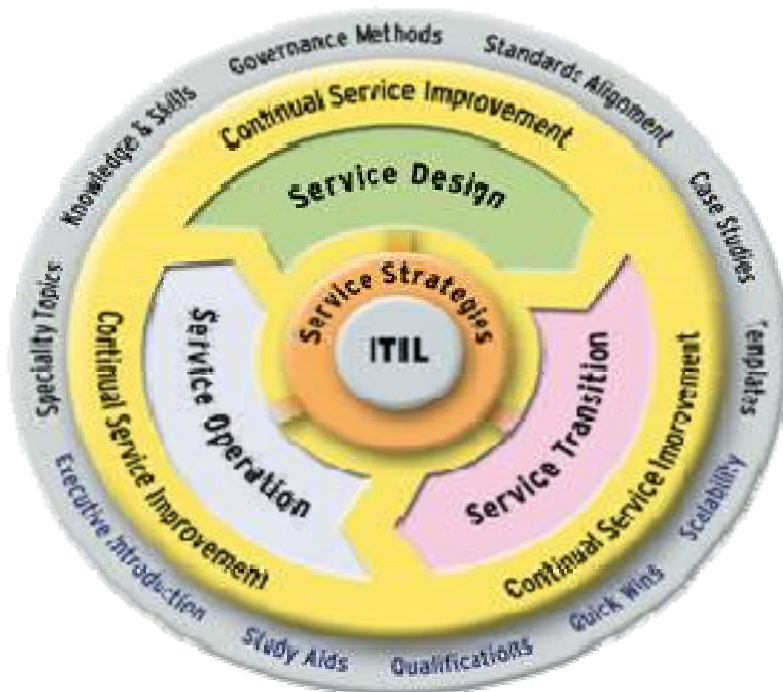 Governance Methods
Standards Alignment
Case Studies
Templates
Scalability
Quick Wins
Qualifications
Study Aids
Executive Introduction
Speciality Topics
Knowledge & Skills
Continual Service Improvement
Continual Service Improvement
Continual Service Improvement
Service Design
Service Transition
Service Operation
Service Strategies
ITIL